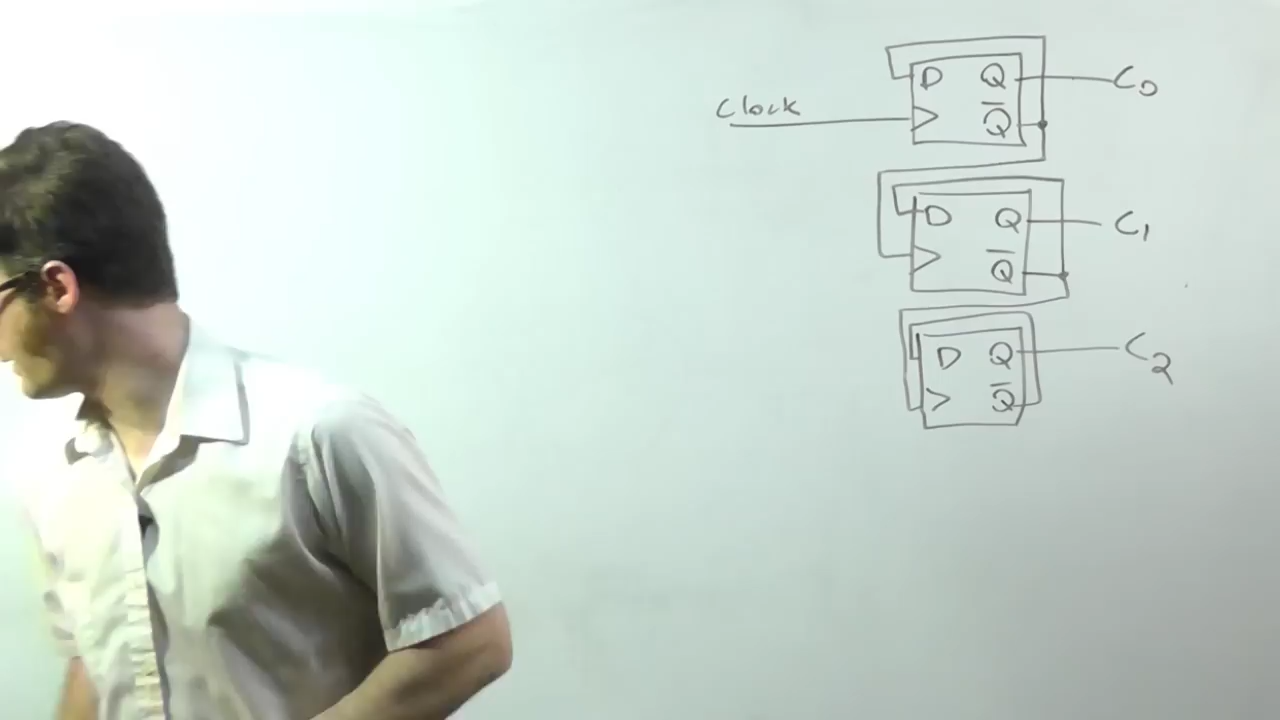 D Q C0
Clock > Q̅
D Q C1
> Q̅
D Q C2
> Q̅